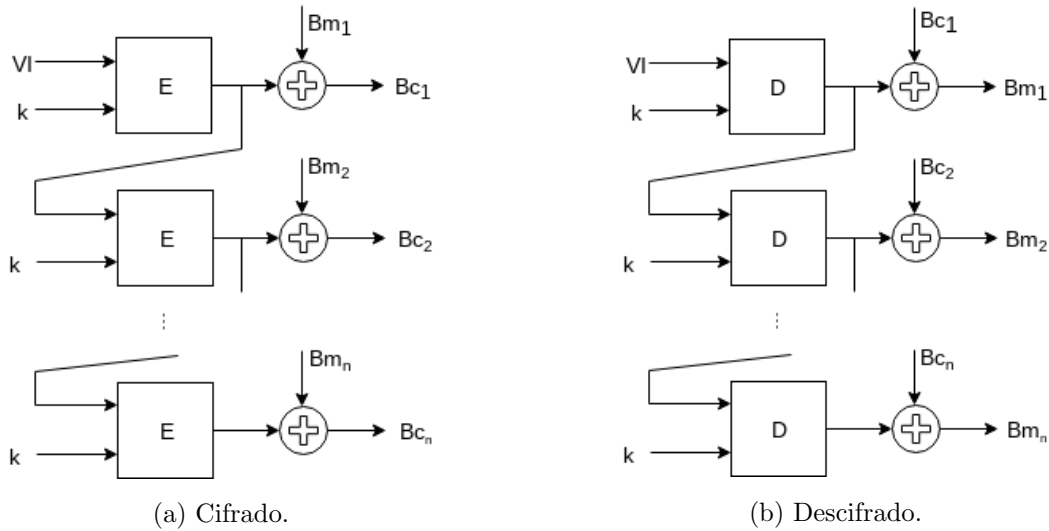 Bm1
VI
E
k
Bc1
Bm2
E
k
Bc2
Bmn
E
k
Bcn
(a) Cifrado.
Bc1
VI
D
k
Bm1
Bc2
D
k
Bm2
Bcn
D
k
Bmn
(b) Descifrado.